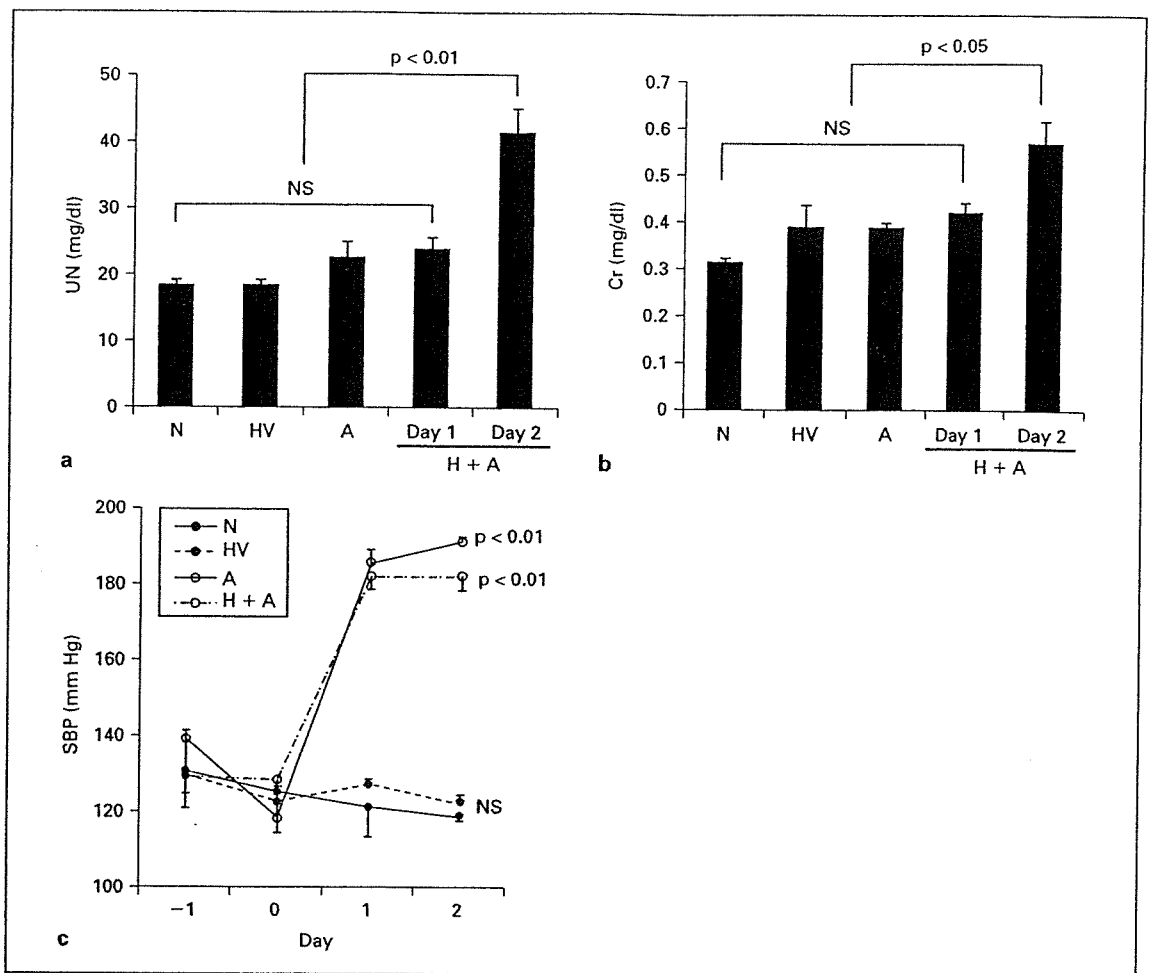 p < 0.01
50
40
30
20
10
0
UN (mg/dl)
NS
N HV A Day 1 Day 2
H + A
a
p < 0.05
0.7
0.6
0.5
0.4
0.3
0.2
0.1
0
Cr (mg/dl)
NS
N HV A Day 1 Day 2
H + A
b
200
180
160
140
120
100
SBP (mm Hg)
N
HV
A
H + A
p < 0.01
p < 0.01
NS
−1 0 1 2
Day
c